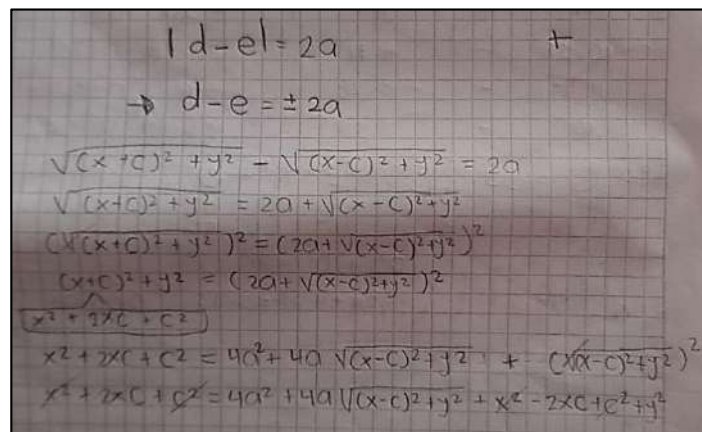 |d-e| = 2a +
→ d-e = ± 2a
√(x+c)² + y² - √(x-c)² + y² = 2a
√(x+c)² + y² = 2a + √(x-c)² + y²
(√(x+c)² + y²)² = (2a + √(x-c)² + y²)²
(x+c)² + y² = (2a + √(x-c)² + y²)²
x² + 2xc + c²
x² + 2xc + c² = 4a² + 4a √(x-c)² + y² + (√(x-c)² + y²)²
x² + 2xc + c² = 4a² + 4a √(x-c)² + y² + x² - 2xc + c² + y²